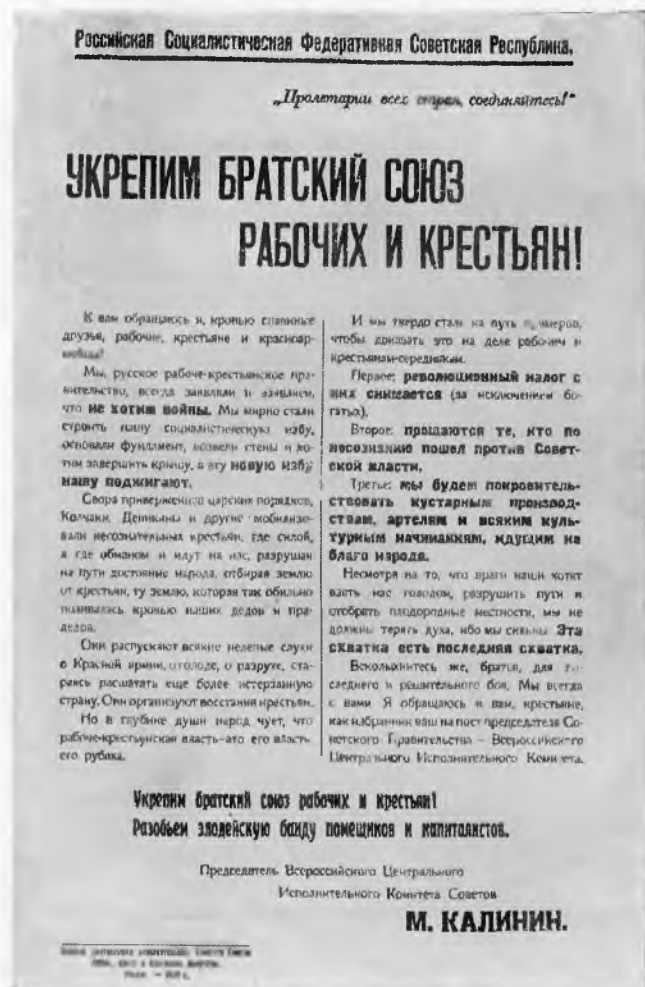 Российская Социалистическая Федеративная Советская Республика.
„Пролетарии всех стран, соединяйтесь!“
УКРЕПИМ БРАТСКИЙ СОЮЗ
РАБОЧИХ И КРЕСТЬЯН!
К вам обращаюсь я, кровью спаянные
друзья, рабочие, крестьяне и красноар-
мейцы!
Мы, русское рабоче-крестьянское пра-
вительство, всегда заявляли и заявляем,
что не хотим войны. Мы мирно стали
строить нашу социалистическую избу,
основали фундамент, возвели стены и хо-
тим завершить крышу, а эту новую избу
нашу поджигают.
Свора приверженцев царских порядков,
Колчаки, Деникины и другие мобилизо-
вали несознательных крестьян, где силой,
а где обманом и идут на нас, разрушая
на пути достояние народа, отбирая землю
от крестьян, ту землю, которая так обильно
поливалась кровью наших дедов и пра-
дедов.
Они распускают всякие нелепые слухи
о Красной армии, о голоде, о разрухе, ста-
раясь расшатать еще более истерзанную
страну. Они организуют восстания крестьян.
Но в глубине души народ чует, что
рабоче-крестьянская власть–это его власть
его рубаха.
И мы твердо стали на путь
чтобы доказать это на деле рабочим и
крестьянам-середнякам.
Первое: революционный налог с
них снимается (за исключением бо-
гатых).
Второе: прощаются те, кто по
несознанию пошел против Совет-
ской власти.
Третье: мы будем покровитель-
ствовать кустарным производ-
ствам, артелям и всяким куль-
турным начинаниям, идущим на
благо народа.
Несмотря на то, что враги наши хотят
взять нас голодом, разрушить пути и
отобрать плодородные местности, мы не
должны терять духа, ибо мы сильны. Эта
схватка есть последняя схватка.
Всколыхнитесь же, братья, для по-
следнего и решительного боя. Мы всегда
с вами Я обращаюсь к вам, крестьяне,
как избранник ваш на пост председателя Со-
ветского Правительства – Всероссийского
Центрального Исполнительного Комитета.
Укрепим братский союз рабочих и крестьян!
Разобьем злодейскую банду помещиков и капиталистов.
Председатель Всероссийского Центрального
Исполнительного Комитета Советов
М. КАЛИНИН.